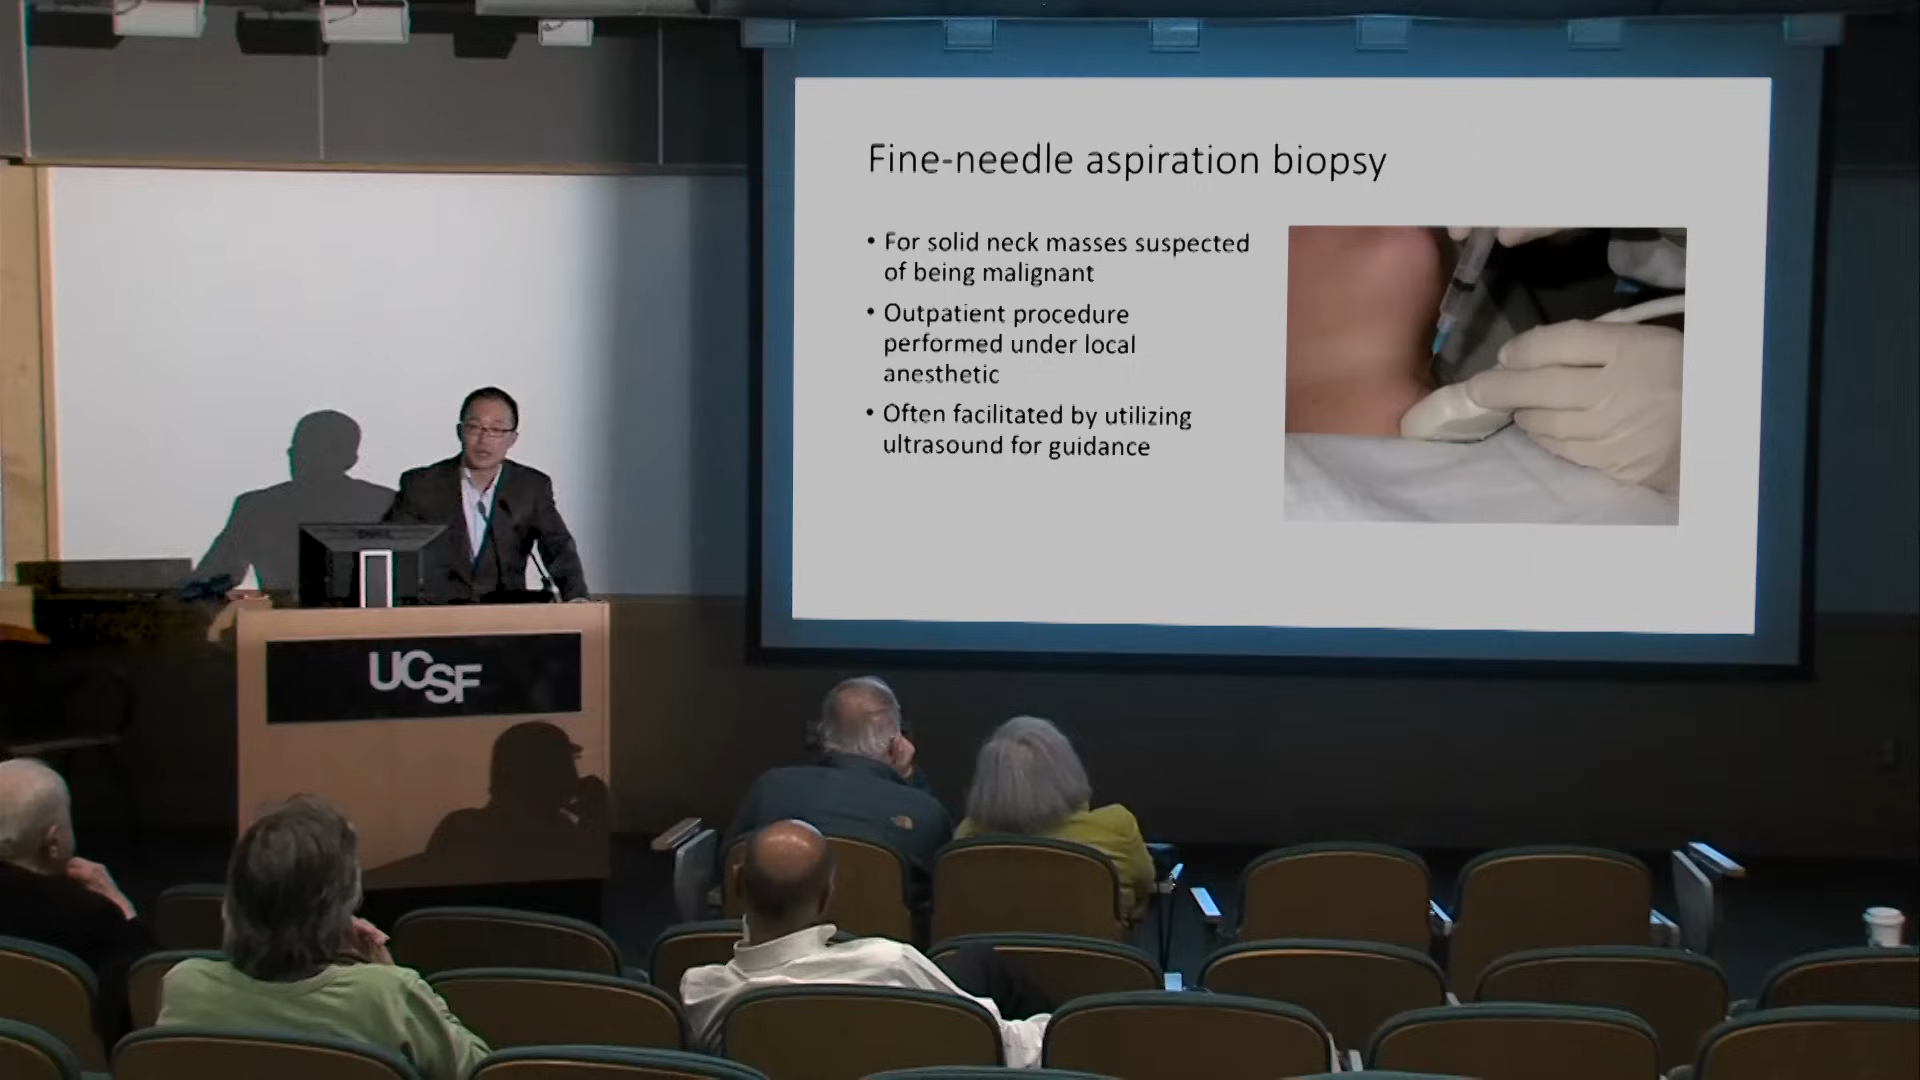 Fine-needle aspiration biopsy
• For solid neck masses suspected
of being malignant
• Outpatient procedure
performed under local
anesthetic
• Often facilitated by utilizing
ultrasound for guidance
UCSF